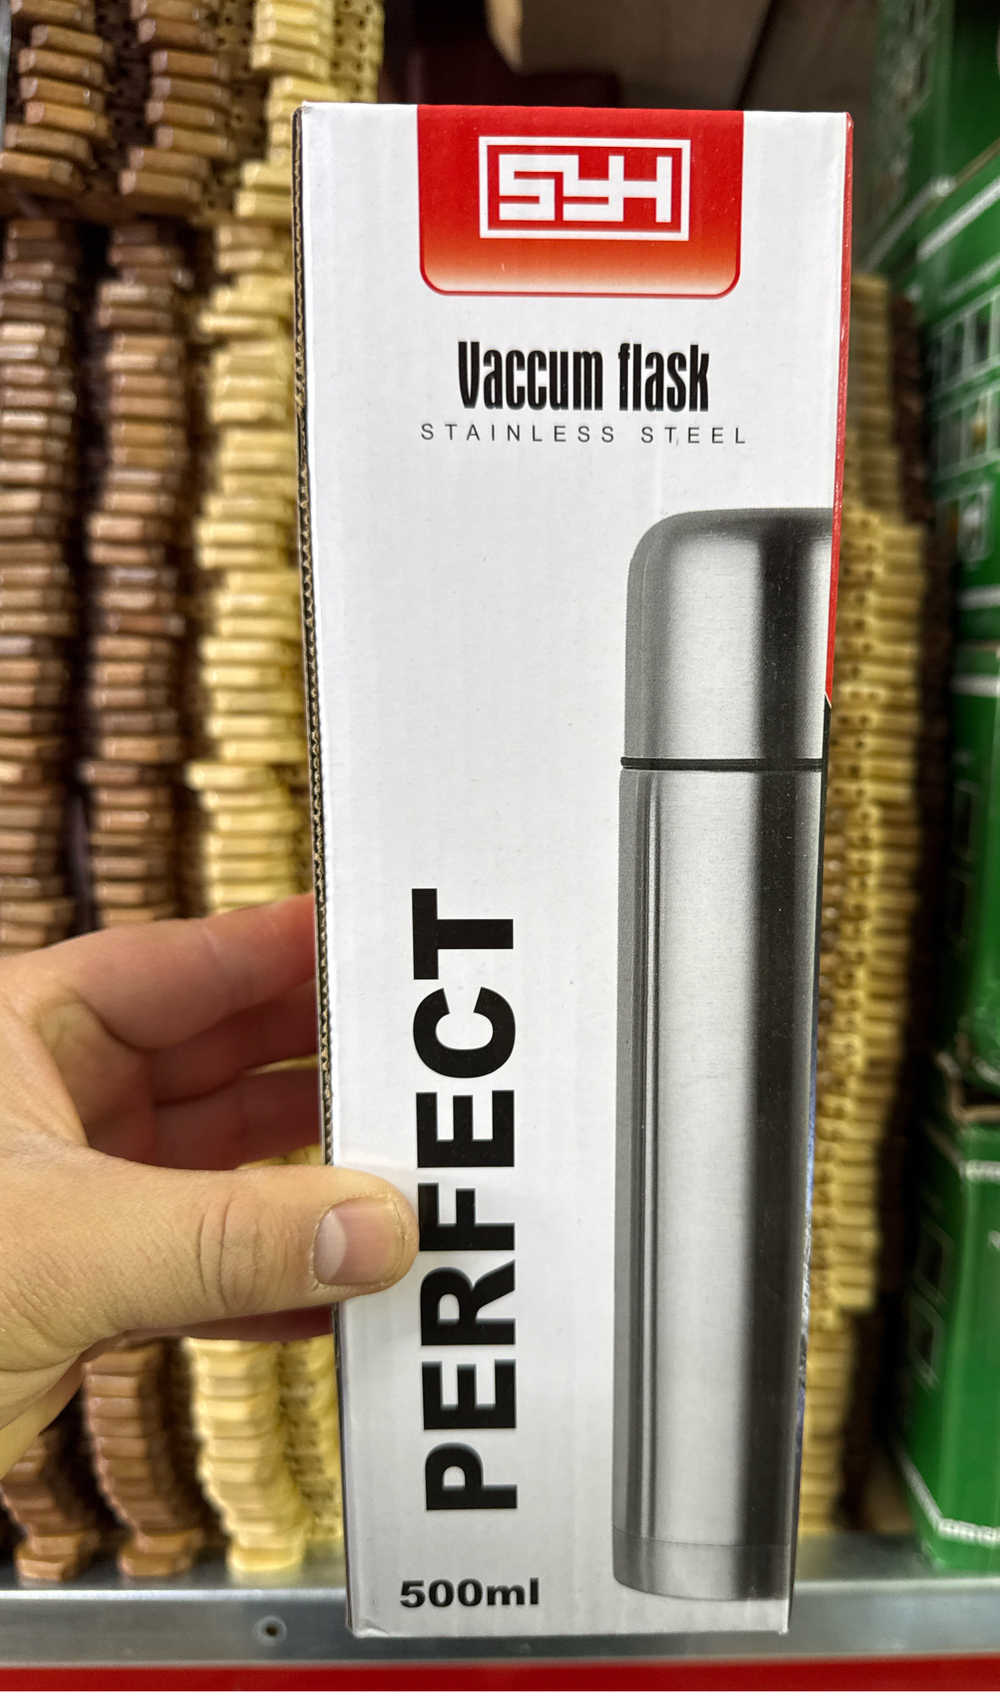 SYH
Vaccum flask
STAINLESS STEEL
PERFECT
500ml